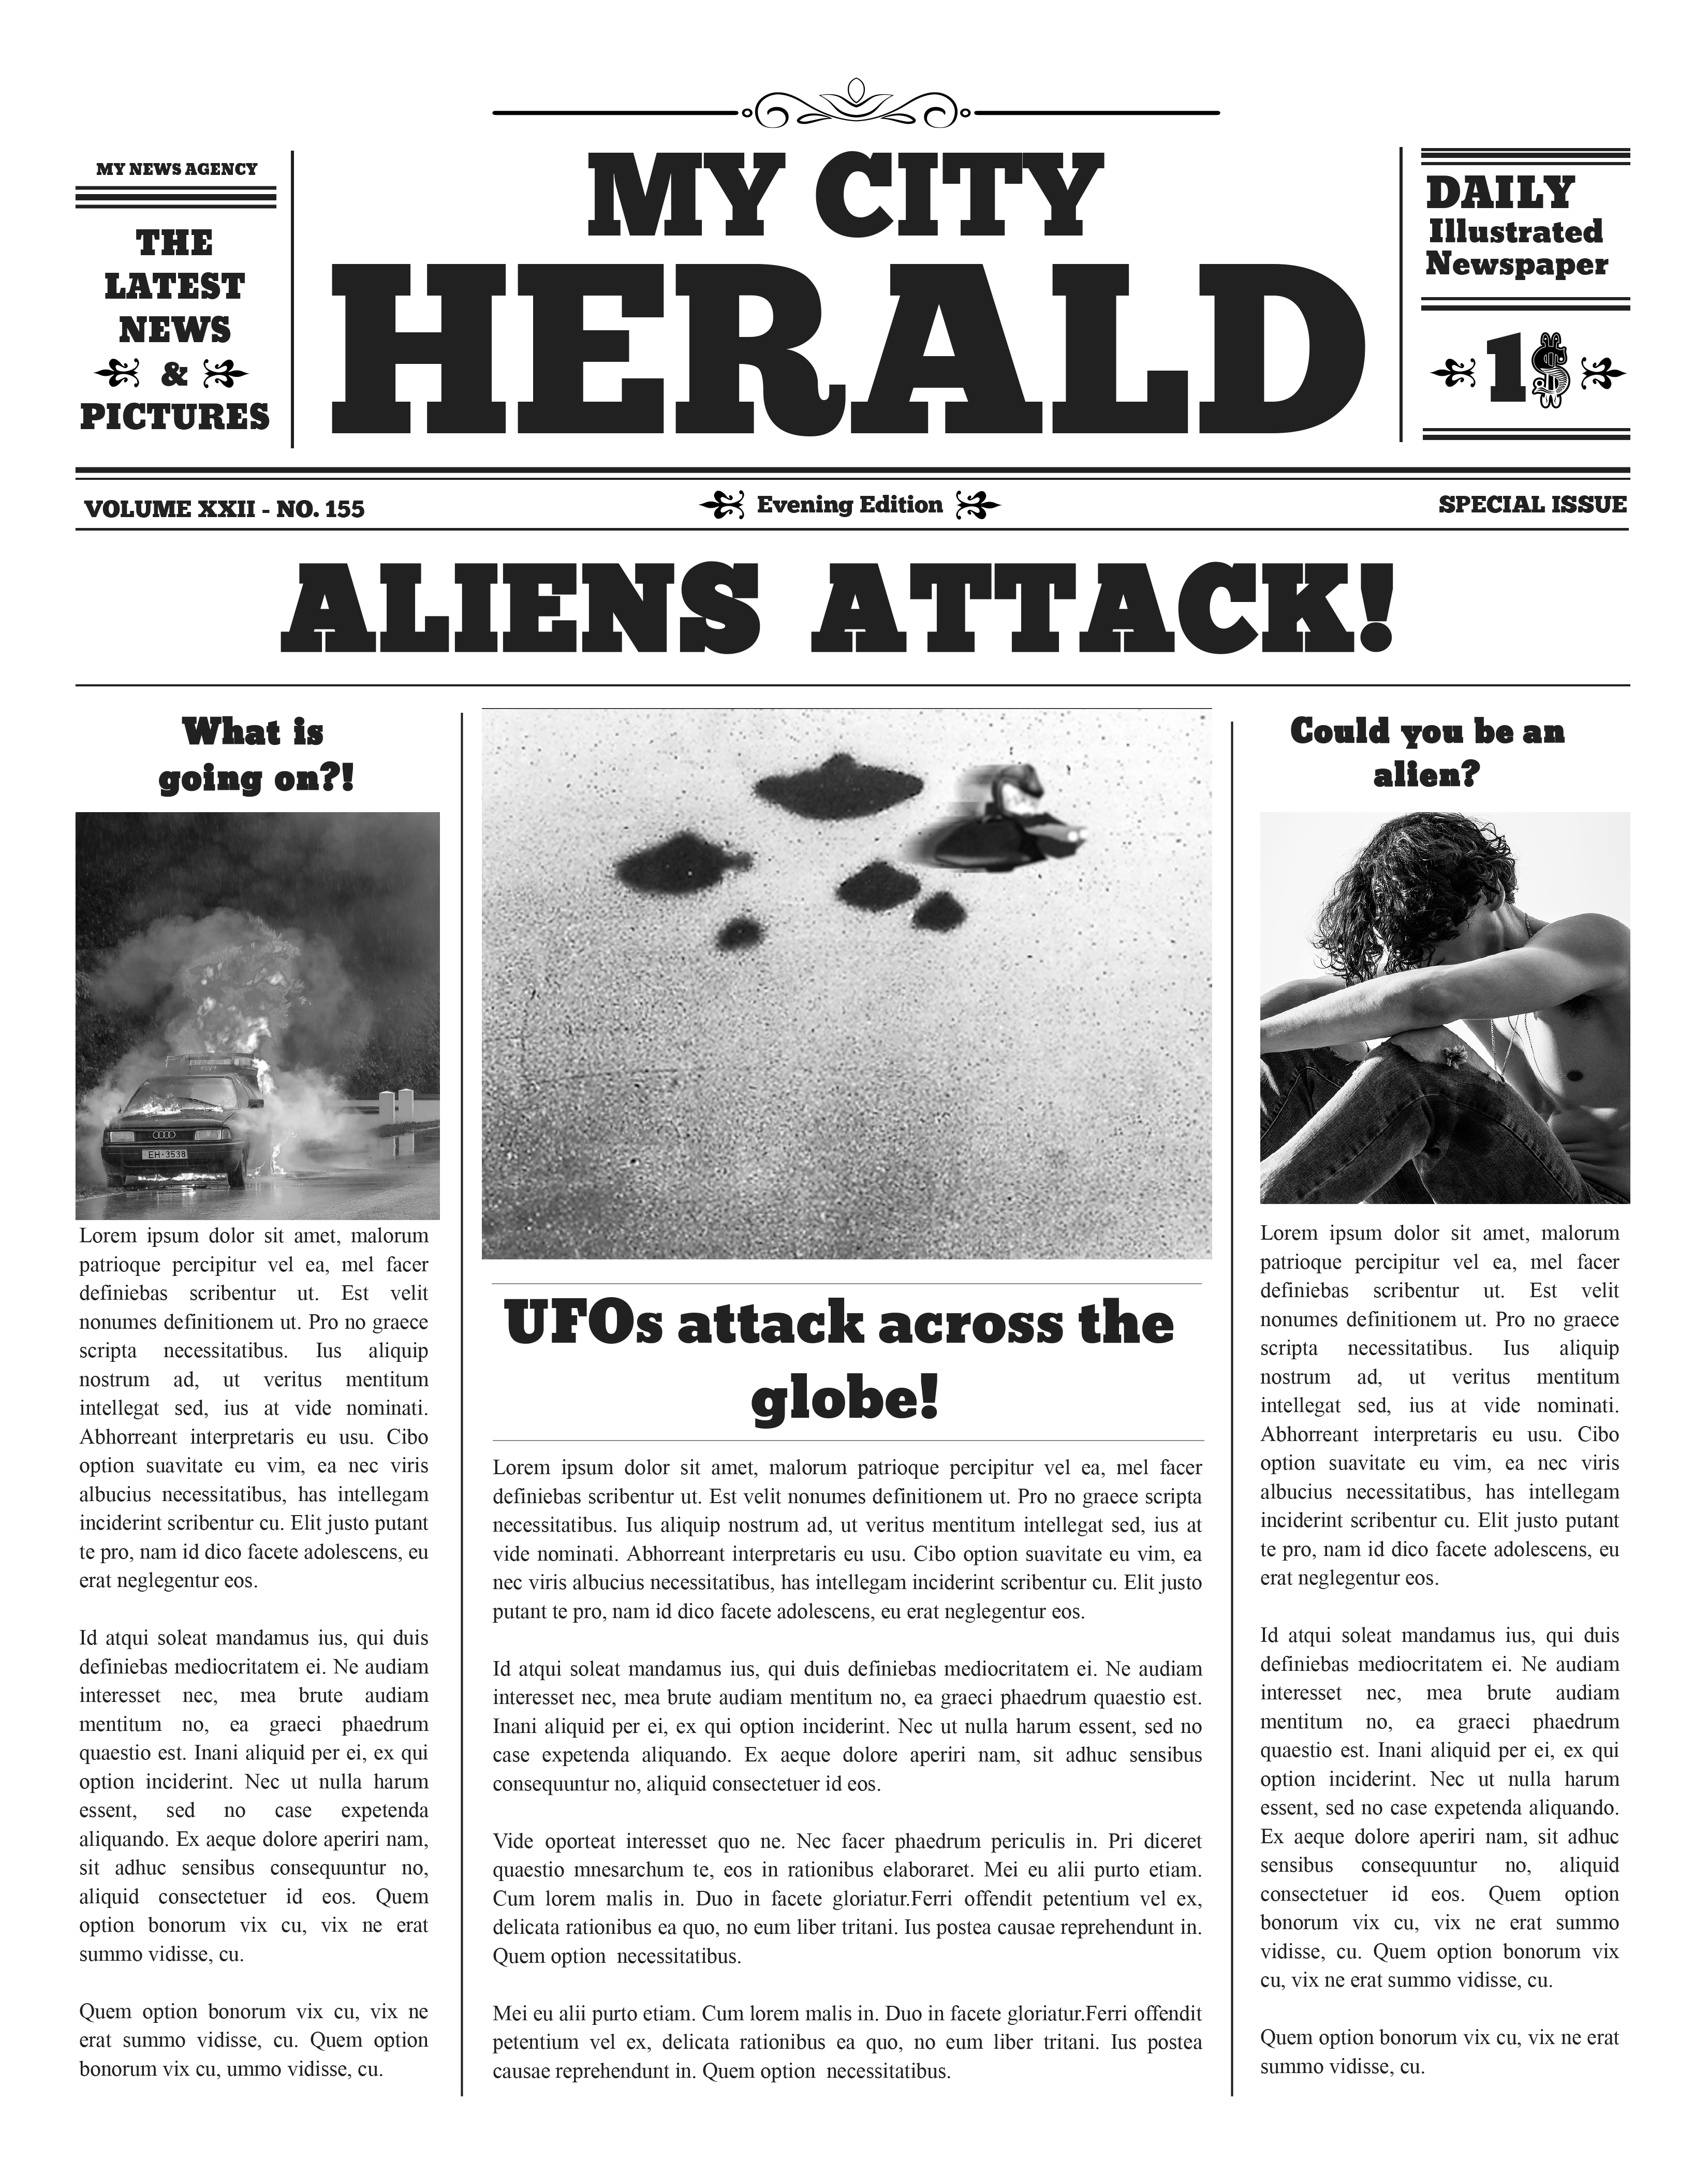 MY NEWS AGENCY
THE
LATEST
NEWS
&
PICTURES
MY CITY
HERALD
DAILY
Illustrated
Newspaper
1$
VOLUME XXII - NO. 155
Evening Edition
SPECIAL ISSUE
ALIENS ATTACK!
What is
going on?!
EH·3538
Lorem ipsum dolor sit amet, malorum
patrioque percipitur vel ea, mel facer
definiebas scribentur ut. Est velit
nonumes definitionem ut. Pro no graece
scripta necessitatibus. Ius aliquip
nostrum ad, ut veritus mentitum
intellegat sed, ius at vide nominati.
Abhorreant interpretaris eu usu. Cibo
option suavitate eu vim, ea nec viris
albucius necessitatibus, has intellegam
inciderint scribentur cu. Elit justo putant
te pro, nam id dico facete adolescens, eu
erat neglegentur eos.
Id atqui soleat mandamus ius, qui duis
definiebas mediocritatem ei. Ne audiam
interesset nec, mea brute audiam
mentitum no, ea graeci phaedrum
quaestio est. Inani aliquid per ei, ex qui
option inciderint. Nec ut nulla harum
essent, sed no case expetenda
aliquando. Ex aeque dolore aperiri nam,
sit adhuc sensibus consequuntur no,
aliquid consectetuer id eos. Quem
option bonorum vix cu, vix ne erat
summo vidisse, cu.
Quem option bonorum vix cu, vix ne
erat summo vidisse, cu. Quem option
bonorum vix cu, ummo vidisse, cu.
UFOs attack across the
globe!
Lorem ipsum dolor sit amet, malorum patrioque percipitur vel ea, mel facer
definiebas scribentur ut. Est velit nonumes definitionem ut. Pro no graece scripta
necessitatibus. Ius aliquip nostrum ad, ut veritus mentitum intellegat sed, ius at
vide nominati. Abhorreant interpretaris eu usu. Cibo option suavitate eu vim, ea
nec viris albucius necessitatibus, has intellegam inciderint scribentur cu. Elit justo
putant te pro, nam id dico facete adolescens, eu erat neglegentur eos.
Id atqui soleat mandamus ius, qui duis definiebas mediocritatem ei. Ne audiam
interesset nec, mea brute audiam mentitum no, ea graeci phaedrum quaestio est.
Inani aliquid per ei, ex qui option inciderint. Nec ut nulla harum essent, sed no
case expetenda aliquando. Ex aeque dolore aperiri nam, sit adhuc sensibus
consequuntur no, aliquid consectetuer id eos.
Vide oporteat interesset quo ne. Nec facer phaedrum periculis in. Pri diceret
quaestio mnesarchum te, eos in rationibus elaboraret. Mei eu alii purto etiam.
Cum lorem malis in. Duo in facete gloriatur.Ferri offendit petentium vel ex,
delicata rationibus ea quo, no eum liber tritani. Ius postea causae reprehendunt in.
Quem option  necessitatibus.
Mei eu alii purto etiam. Cum lorem malis in. Duo in facete gloriatur.Ferri offendit
petentium vel ex, delicata rationibus ea quo, no eum liber tritani. Ius postea
causae reprehendunt in. Quem option  necessitatibus.
Could you be an
alien?
Lorem ipsum dolor sit amet, malorum
patrioque percipitur vel ea, mel facer
definiebas scribentur ut. Est velit
nonumes definitionem ut. Pro no graece
scripta necessitatibus. Ius aliquip
nostrum ad, ut veritus mentitum
intellegat sed, ius at vide nominati.
Abhorreant interpretaris eu usu. Cibo
option suavitate eu vim, ea nec viris
albucius necessitatibus, has intellegam
inciderint scribentur cu. Elit justo putant
te pro, nam id dico facete adolescens, eu
erat neglegentur eos.
Id atqui soleat mandamus ius, qui duis
definiebas mediocritatem ei. Ne audiam
interesset nec, mea brute audiam
mentitum no, ea graeci phaedrum
quaestio est. Inani aliquid per ei, ex qui
option inciderint. Nec ut nulla harum
essent, sed no case expetenda aliquando.
Ex aeque dolore aperiri nam, sit adhuc
sensibus consequuntur no, aliquid
consectetuer id eos. Quem option
bonorum vix cu, vix ne erat summo
vidisse, cu. Quem option bonorum vix
cu, vix ne erat summo vidisse, cu.
Quem option bonorum vix cu, vix ne erat
summo vidisse, cu.